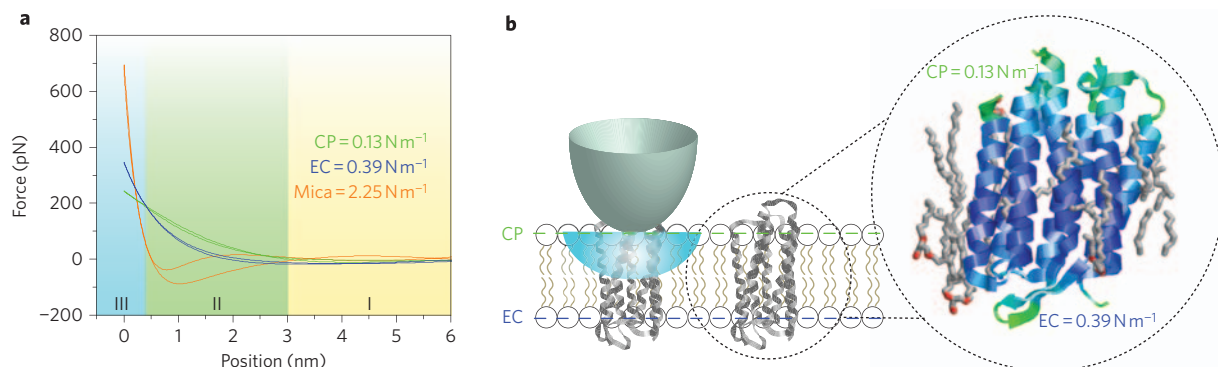 a
800
600
400
200
0
−200
Force (pN)
CP = 0.13 N m⁻¹
EC = 0.39 N m⁻¹
Mica = 2.25 N m⁻¹
III
II
I
0
1
2
3
4
5
6
Position (nm)
b
CP
EC
CP = 0.13 N m⁻¹
EC = 0.39 N m⁻¹